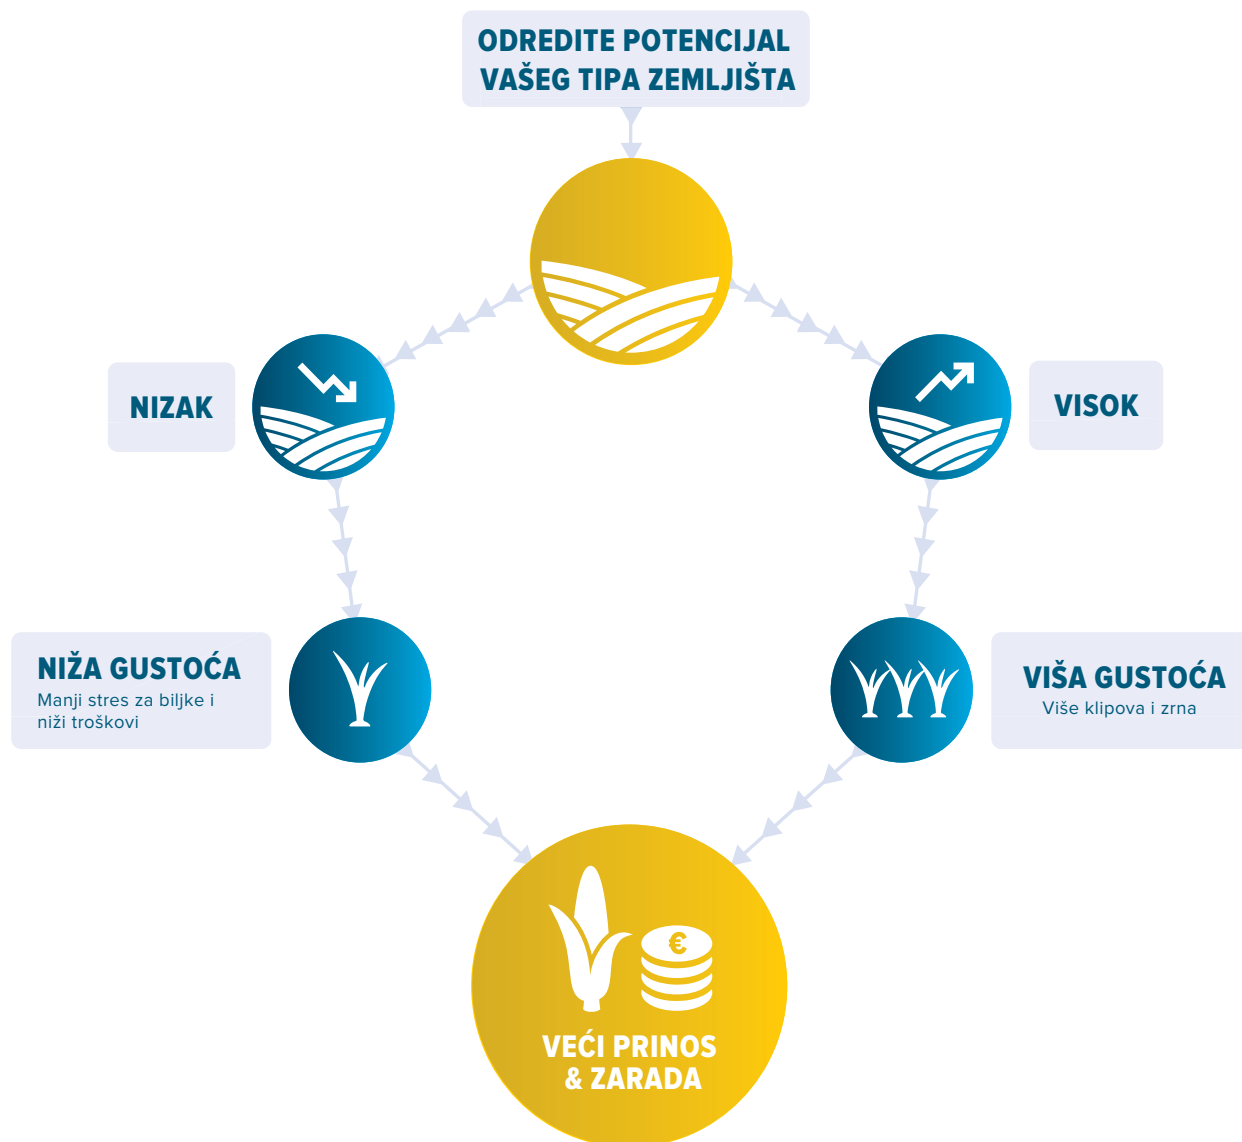 ODREDITE POTENCIJAL
VAŠEG TIPA ZEMLJIŠTA
NIZAK
VISOK
NIŽA GUSTOĆA
Manji stres za biljke i
niži troškovi
VIŠA GUSTOĆA
Više klipova i zrna
€
VEĆI PRINOS
& ZARADA